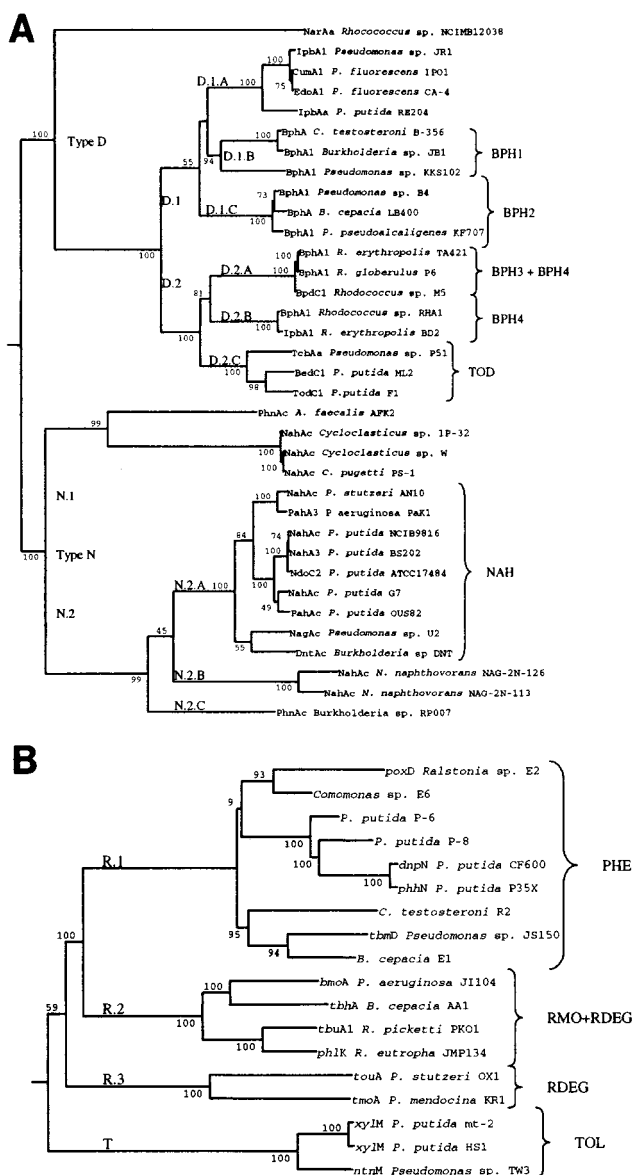 A
NarAa Rhococcus sp. NCIMB12038
IpbA1 Pseudomonas sp. JR1
100
CumA1 P. fluorescens IPO1
D.1.A 100 75
EdoA1 P. fluorescens CA-4
IpbAa P. putida RE204
100 Type D
BphA C. testosteroni B-356
100
BphA1 Burkholderia sp. JB1
BPH1
55 94 D.1.B
BphA1 Pseudomonas sp. KKS102
73 BphA1 Pseudomonas sp. B4
D.1 D.1.C
BphA B. cepacia LB400
BPH2
100
BphA1 P. pseudoalcaligenes KF707
100
BphA1 R. erythropolis TA421
D.2.A 100
BphA1 R. globerulus P6
BPH3 + BPH4
100
D.2
BpdC1 Rhodococcus sp. M5
81
BphA1 Rhodococcus sp. RHA1
D.2.B
BPH4
100
IpbA1 R. erythropolis BD2
100
TcbAa Pseudomonas sp. P51
D.2.C
100
BedC1 P. putida ML2
TOD
98
TodC1 P.putida F1
PhnAc A. faecalis AFK2
99
NahAc Cycloclasticus sp. 1P-32
100
NahAc Cycloclasticus sp. W
100
NahAc C. pugetti PS-1
N.1
NahAc P. stutzeri AN10
100
PahA3 P aeruginosa PaK1
84
74 NahAc P. putida NCIB9816
100 Type N
100 NahA3 P. putida BS202
NAH
N.2.A 100
NdoC2 P. putida ATCC17484
100
NahAc P. putida G7
N.2
49
PahAc P. putida OUS82
45
NagAc Pseudomonas sp. U2
55
DntAc Burkholderia sp DNT
99
NahAc N. naphthovorans NAG-2N-126
N.2.B
100
NahAc N. naphthovorans NAG-2N-113
N.2.C
PhnAc Burkholderia sp. RP007
B
93
poxD Ralstonia sp. E2
9
Comomonas sp. E6
P. putida P-6
100
P. putida P-8
100
R.1
dnpN P. putida CF600
PHE
100
phhN P. putida P35X
C. testosteroni R2
95
tbmD Pseudomonas sp. JS150
94
B. cepacia E1
100
bmoA P. aeruginosa JI104
100
59
tbhA B. cepacia AA1
R.2
RMO+RDEG
100
tbuA1 R. picketti PKO1
100
phlK R. eutropha JMP134
touA P. stutzeri OX1
R.3
RDEG
100
tmoA P. mendocina KR1
xylM P. putida mt-2
100
xylM P. putida HS1
T
TOL
100
ntnM Pseudomonas sp. TW3